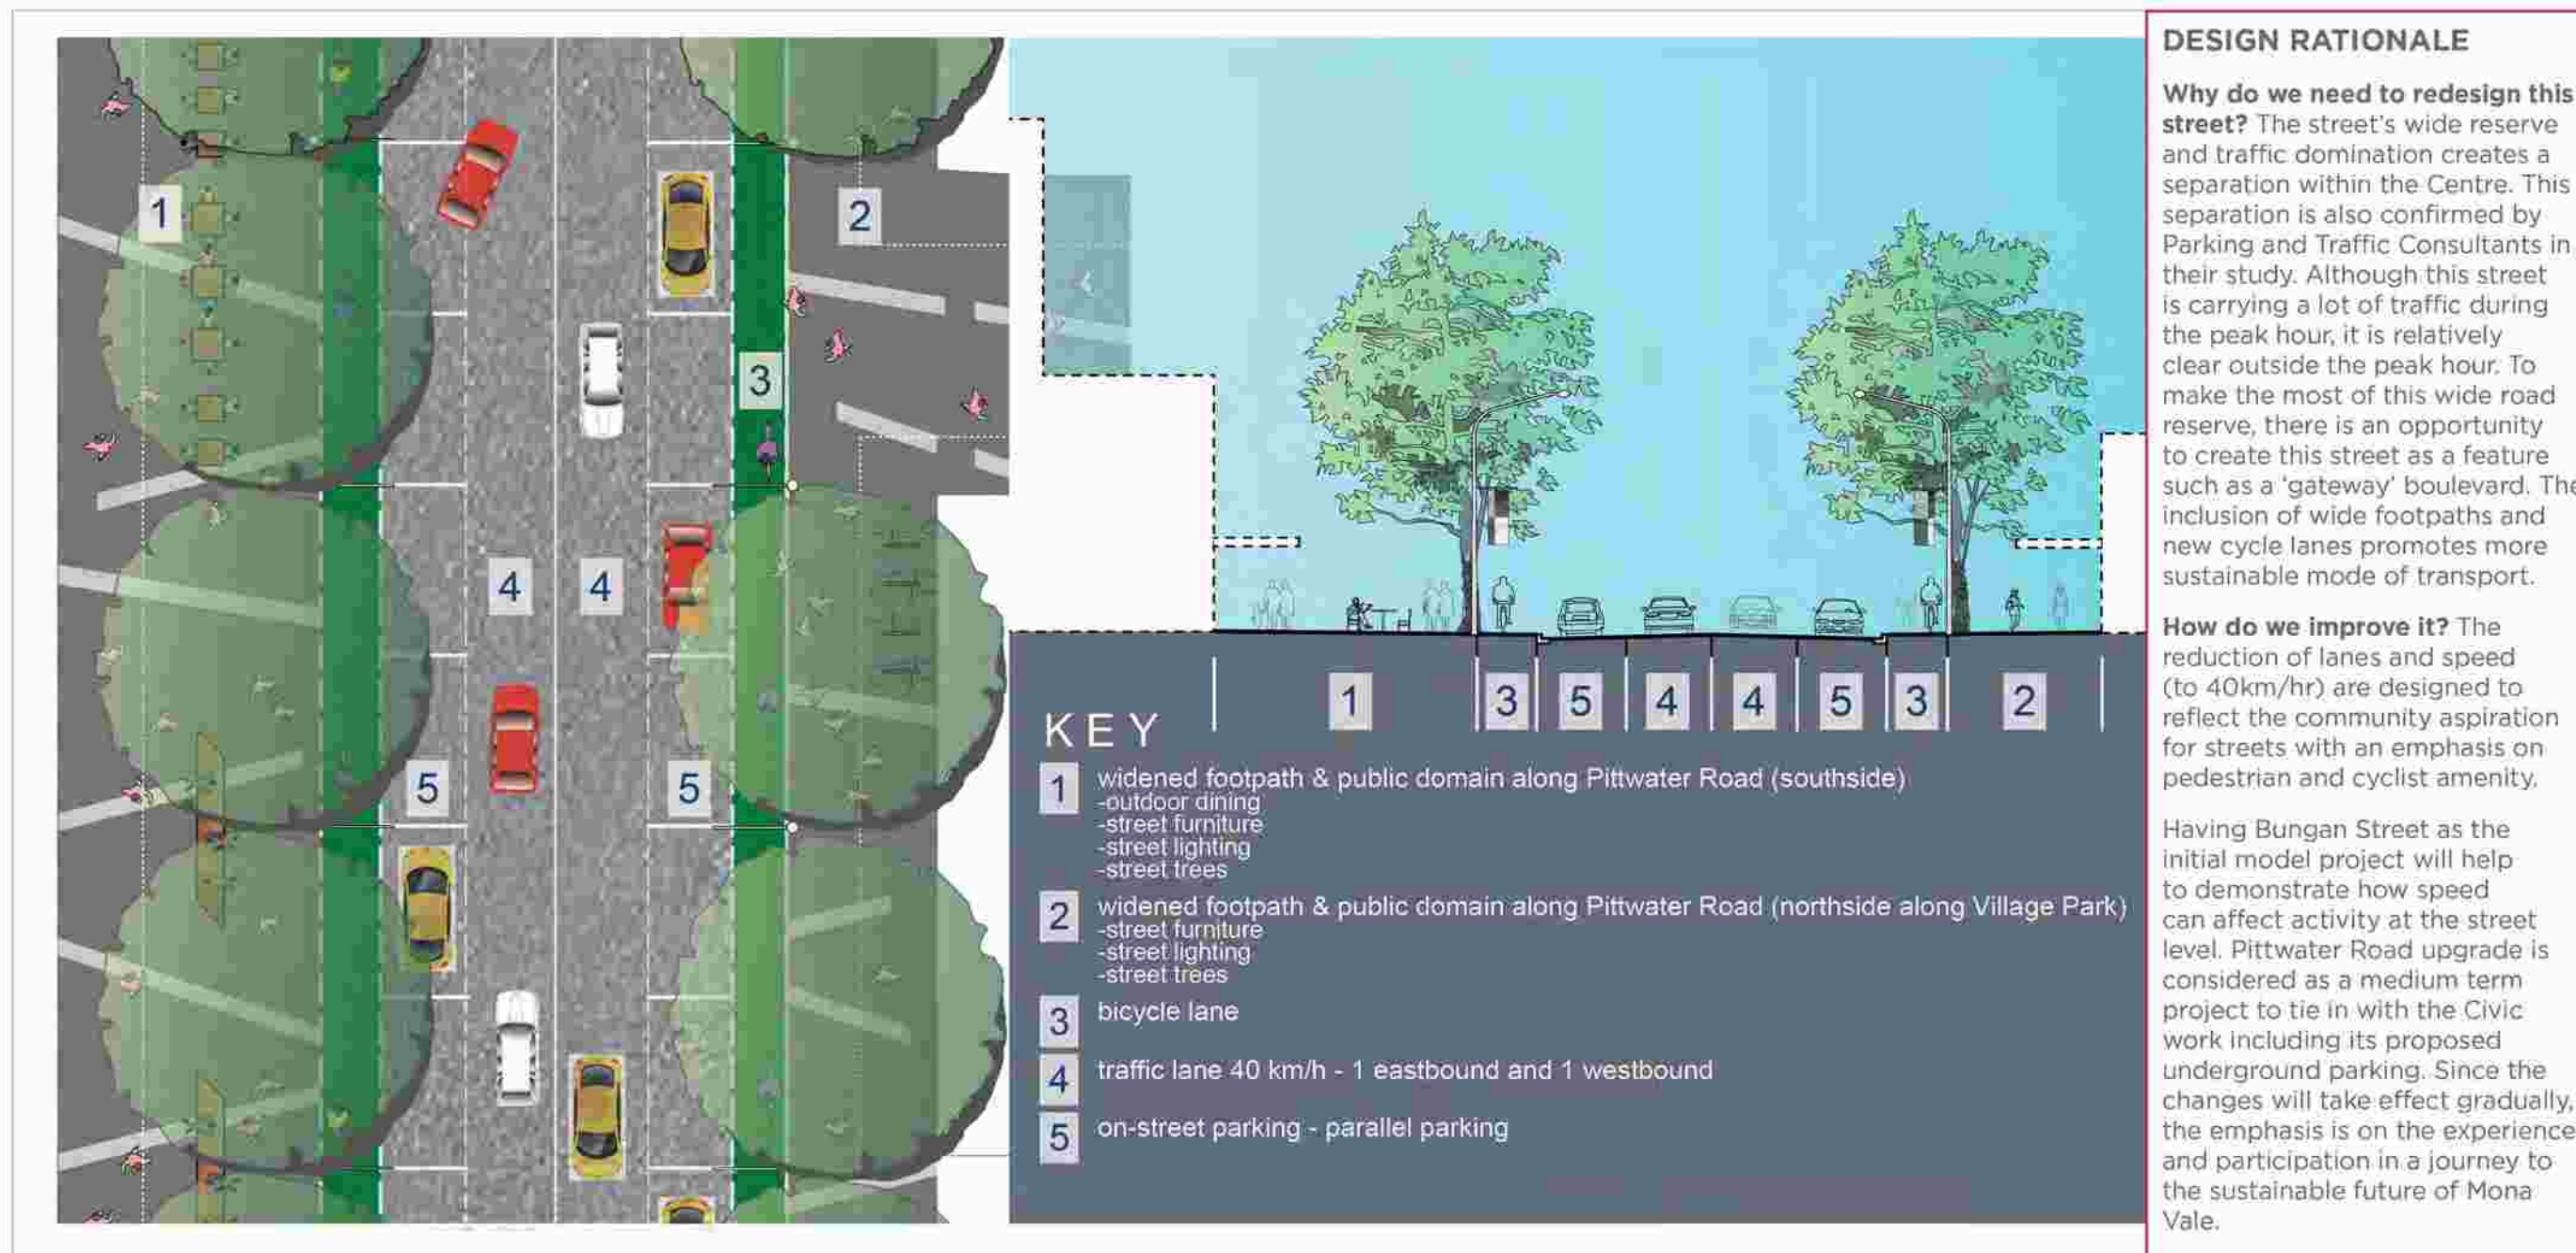 1
2
3
4
4
5
5
1
3
5
4
4
5
3
2
KEY
1 widened footpath & public domain along Pittwater Road (southside)
-outdoor dining
-street furniture
-street lighting
-street trees
2 widened footpath & public domain along Pittwater Road (northside along Village Park)
-street furniture
-street lighting
-street trees
3 bicycle lane
4 traffic lane 40 km/h - 1 eastbound and 1 westbound
5 on-street parking - parallel parking
DESIGN RATIONALE
Why do we need to redesign this
street? The street's wide reserve
and traffic domination creates a
separation within the Centre. This
separation is also confirmed by
Parking and Traffic Consultants in
their study. Although this street
is carrying a lot of traffic during
the peak hour, it is relatively
clear outside the peak hour. To
make the most of this wide road
reserve, there is an opportunity
to create this street as a feature
such as a 'gateway' boulevard. The
inclusion of wide footpaths and
new cycle lanes promotes more
sustainable mode of transport.
How do we improve it? The
reduction of lanes and speed
(to 40km/hr) are designed to
reflect the community aspiration
for streets with an emphasis on
pedestrian and cyclist amenity.
Having Bungan Street as the
initial model project will help
to demonstrate how speed
can affect activity at the street
level. Pittwater Road upgrade is
considered as a medium term
project to tie in with the Civic
work including its proposed
underground parking. Since the
changes will take effect gradually,
the emphasis is on the experience
and participation in a journey to
the sustainable future of Mona
Vale.